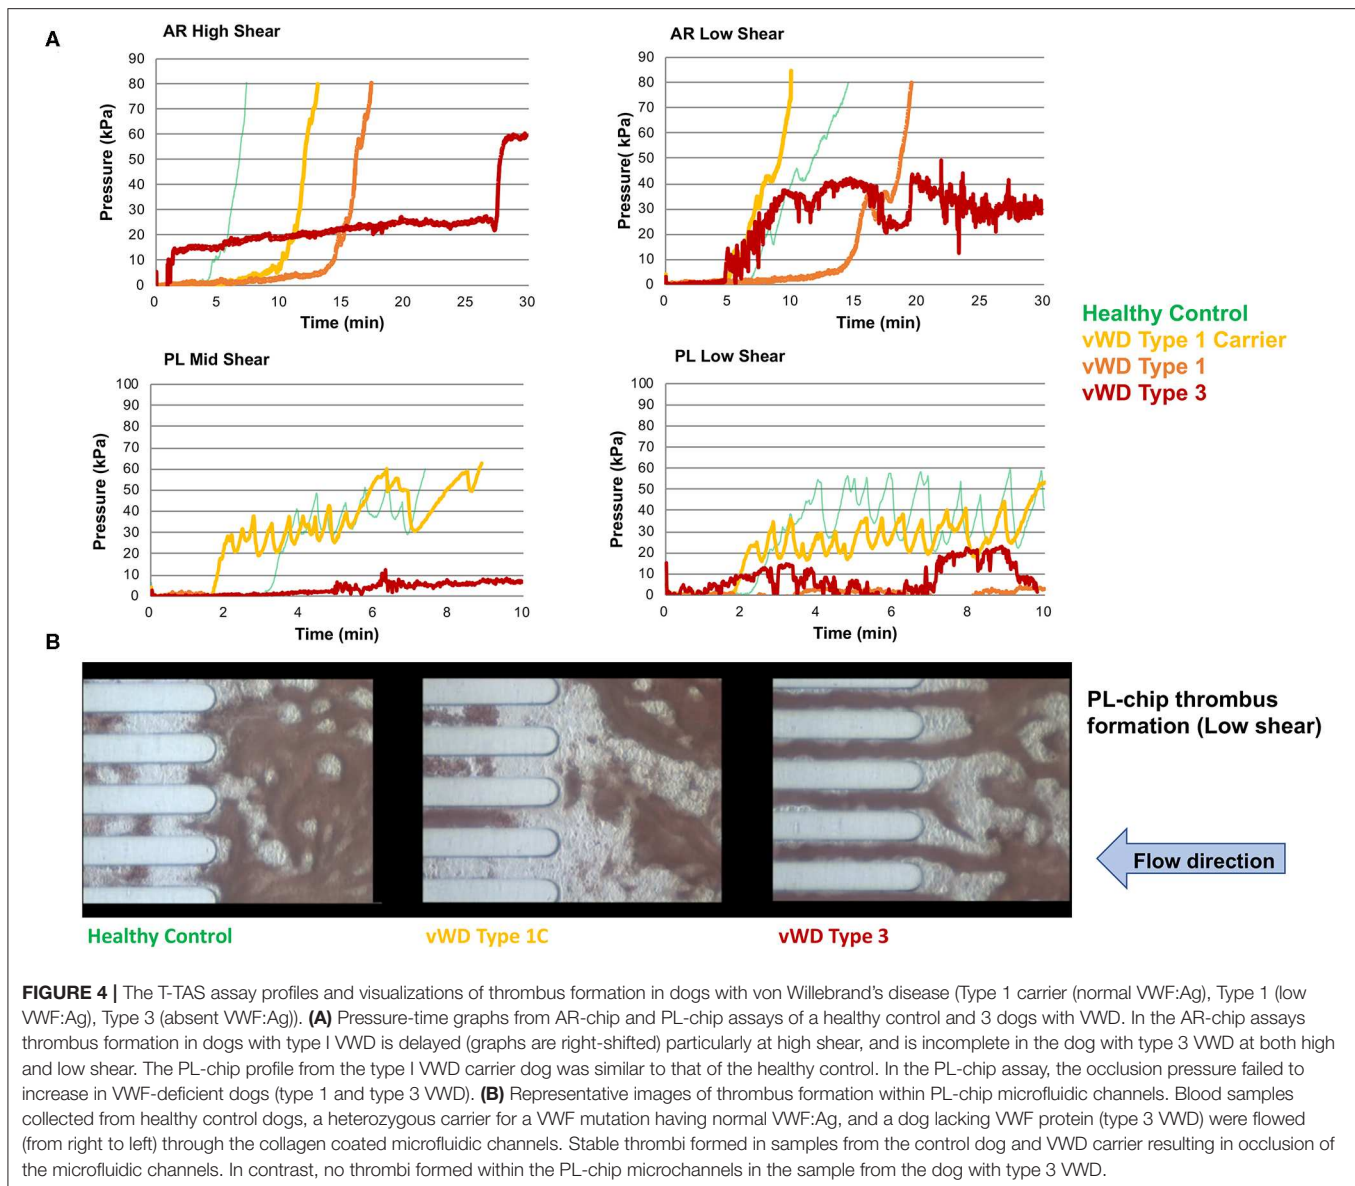 A
AR High Shear
90
80
70
60
50
40
30
20
10
0
Pressure (kPa)
0 5 10 15 20 25 30
Time (min)
AR Low Shear
90
80
70
60
50
40
30
20
10
0
Pressure( kPa)
0 5 10 15 20 25 30
Time (min)
Healthy Control
vWD Type 1 Carrier
vWD Type 1
vWD Type 3
PL Mid Shear
100
90
80
70
60
50
40
30
20
10
0
Pressure (kPa)
0 2 4 6 8 10
Time (min)
PL Low Shear
100
90
80
70
60
50
40
30
20
10
0
Pressure (kPa)
0 2 4 6 8 10
Time (min)
B
PL-chip thrombus
formation (Low shear)
Flow direction
Healthy Control
vWD Type 1C
vWD Type 3
FIGURE 4 | The T-TAS assay profiles and visualizations of thrombus formation in dogs with von Willebrand's disease (Type 1 carrier (normal VWF:Ag), Type 1 (low
VWF:Ag), Type 3 (absent VWF:Ag)). (A) Pressure-time graphs from AR-chip and PL-chip assays of a healthy control and 3 dogs with VWD. In the AR-chip assays
thrombus formation in dogs with type I VWD is delayed (graphs are right-shifted) particularly at high shear, and is incomplete in the dog with type 3 VWD at both high
and low shear. The PL-chip profile from the type I VWD carrier dog was similar to that of the healthy control. In the PL-chip assay, the occlusion pressure failed to
increase in VWF-deficient dogs (type 1 and type 3 VWD). (B) Representative images of thrombus formation within PL-chip microfluidic channels. Blood samples
collected from healthy control dogs, a heterozygous carrier for a VWF mutation having normal VWF:Ag, and a dog lacking VWF protein (type 3 VWD) were flowed
(from right to left) through the collagen coated microfluidic channels. Stable thrombi formed in samples from the control dog and VWD carrier resulting in occlusion of
the microfluidic channels. In contrast, no thrombi formed within the PL-chip microchannels in the sample from the dog with type 3 VWD.